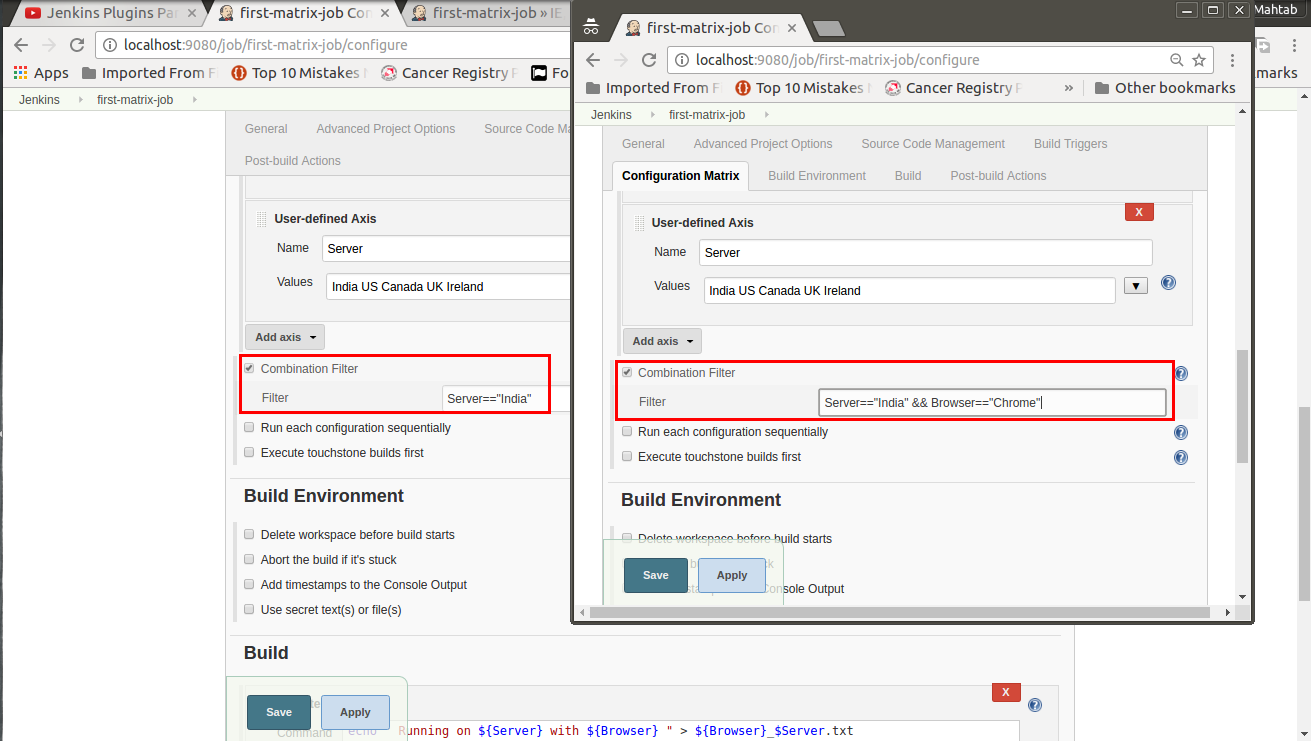 Jenkins Plugins Par
first-matrix-job Con
first-matrix-job » IE
localhost:9080/job/first-matrix-job/configure
Apps
Imported From F
Top 10 Mistakes
Cancer Registry P
Fo
Jenkins
first-matrix-job
General
Advanced Project Options
Source Code Ma
Post-build Actions
User-defined Axis
Name
Server
Values
India US Canada UK Ireland
Add axis
Combination Filter
Filter
Server=="India"
Run each configuration sequentially
Execute touchstone builds first
Build Environment
Delete workspace before build starts
Abort the build if it's stuck
Add timestamps to the Console Output
Use secret text(s) or file(s)
Build
X
Save
Apply
Command
echo " Running on ${Server} with ${Browser} " > ${Browser}_$Server.txt
first-matrix-job Con
Mahtab
localhost:9080/job/first-matrix-job/configure
Imported From F
Top 10 Mistakes
Cancer Registry P
»
Other bookmarks
marks
Jenkins
first-matrix-job
General
Advanced Project Options
Source Code Management
Build Triggers
Configuration Matrix
Build Environment
Build
Post-build Actions
X
User-defined Axis
Name
Server
Values
India US Canada UK Ireland
Add axis
Combination Filter
Filter
Server=="India" && Browser=="Chrome"
Run each configuration sequentially
Execute touchstone builds first
Build Environment
Delete workspace before build starts
Save
Apply
Console Output